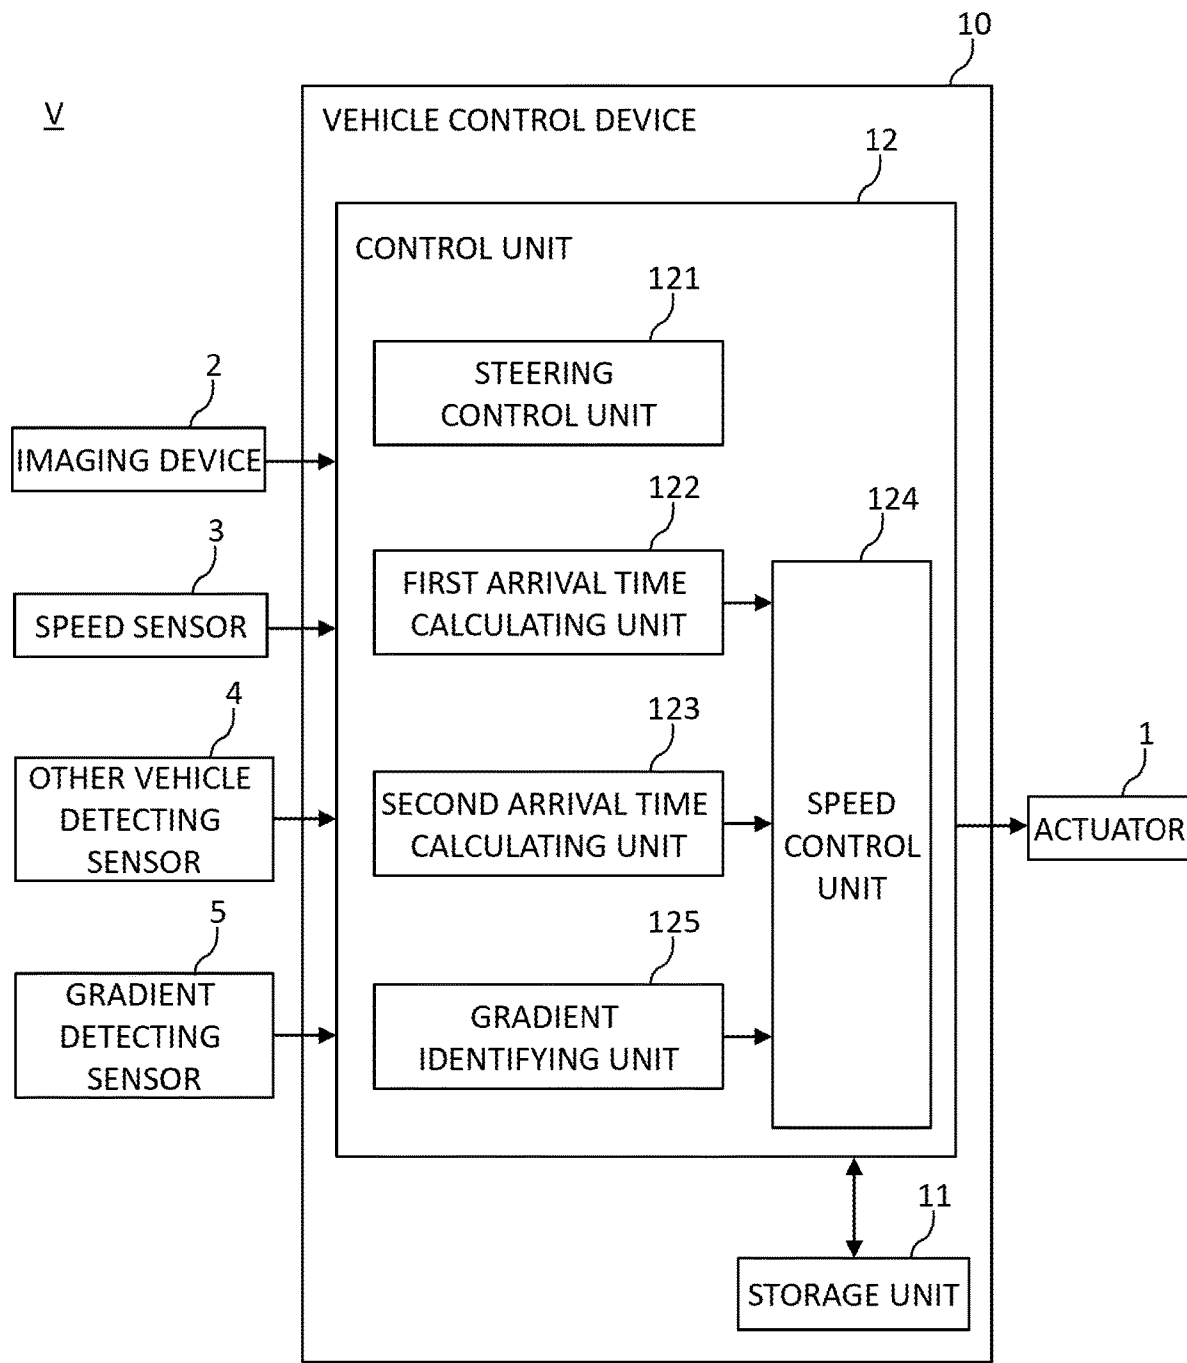 10
V
VEHICLE CONTROL DEVICE
12
CONTROL UNIT
121
STEERING
CONTROL UNIT
2
IMAGING DEVICE
122
FIRST ARRIVAL TIME
CALCULATING UNIT
124
SPEED
CONTROL
UNIT
3
SPEED SENSOR
4
OTHER VEHICLE
DETECTING
SENSOR
123
SECOND ARRIVAL TIME
CALCULATING UNIT
1
ACTUATOR
5
GRADIENT
DETECTING
SENSOR
125
GRADIENT
IDENTIFYING UNIT
11
STORAGE UNIT